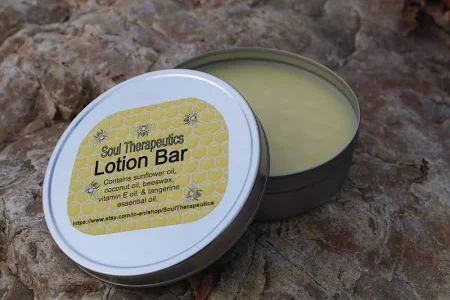 Soul Therapeutics
Lotion Bar
Contains sunflower oil,
coconut oil, beeswax,
vitamin E oil, & tangerine
essential oil.
https://www.etsy.com/in-en/shop/SoulTherapeutics